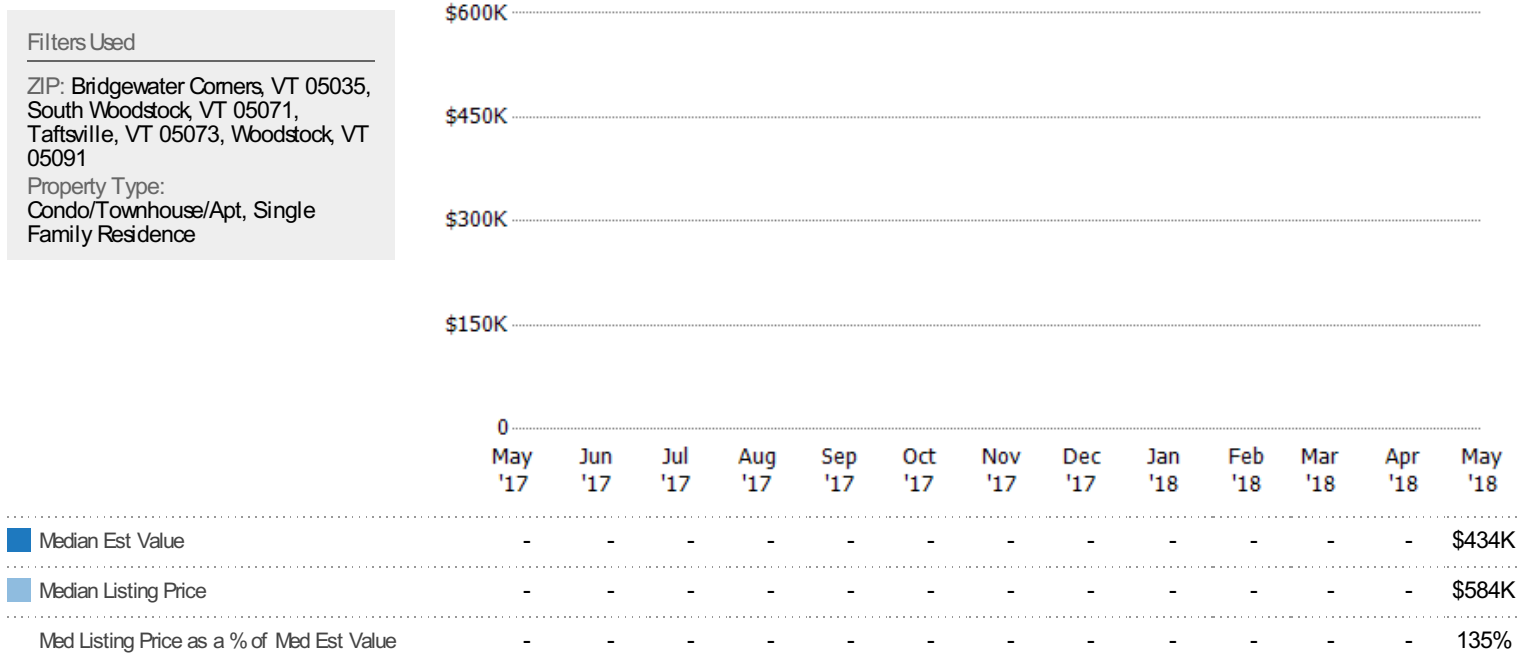 Filters Used
ZIP: Bridgewater Corners, VT 05035,
South Woodstock, VT 05071,
Taftsville, VT 05073, Woodstock, VT
05091
Property Type:
Condo/Townhouse/Apt, Single
Family Residence
$600K
$450K
$300K
$150K
0
May Jun Jul Aug Sep Oct Nov Dec Jan Feb Mar Apr May
'17 '17 '17 '17 '17 '17 '17 '17 '18 '18 '18 '18 '18
Median Est Value - - - - - - - - - - - - $434K
Median Listing Price - - - - - - - - - - - - $584K
Med Listing Price as a % of Med Est Value - - - - - - - - - - - - 135%